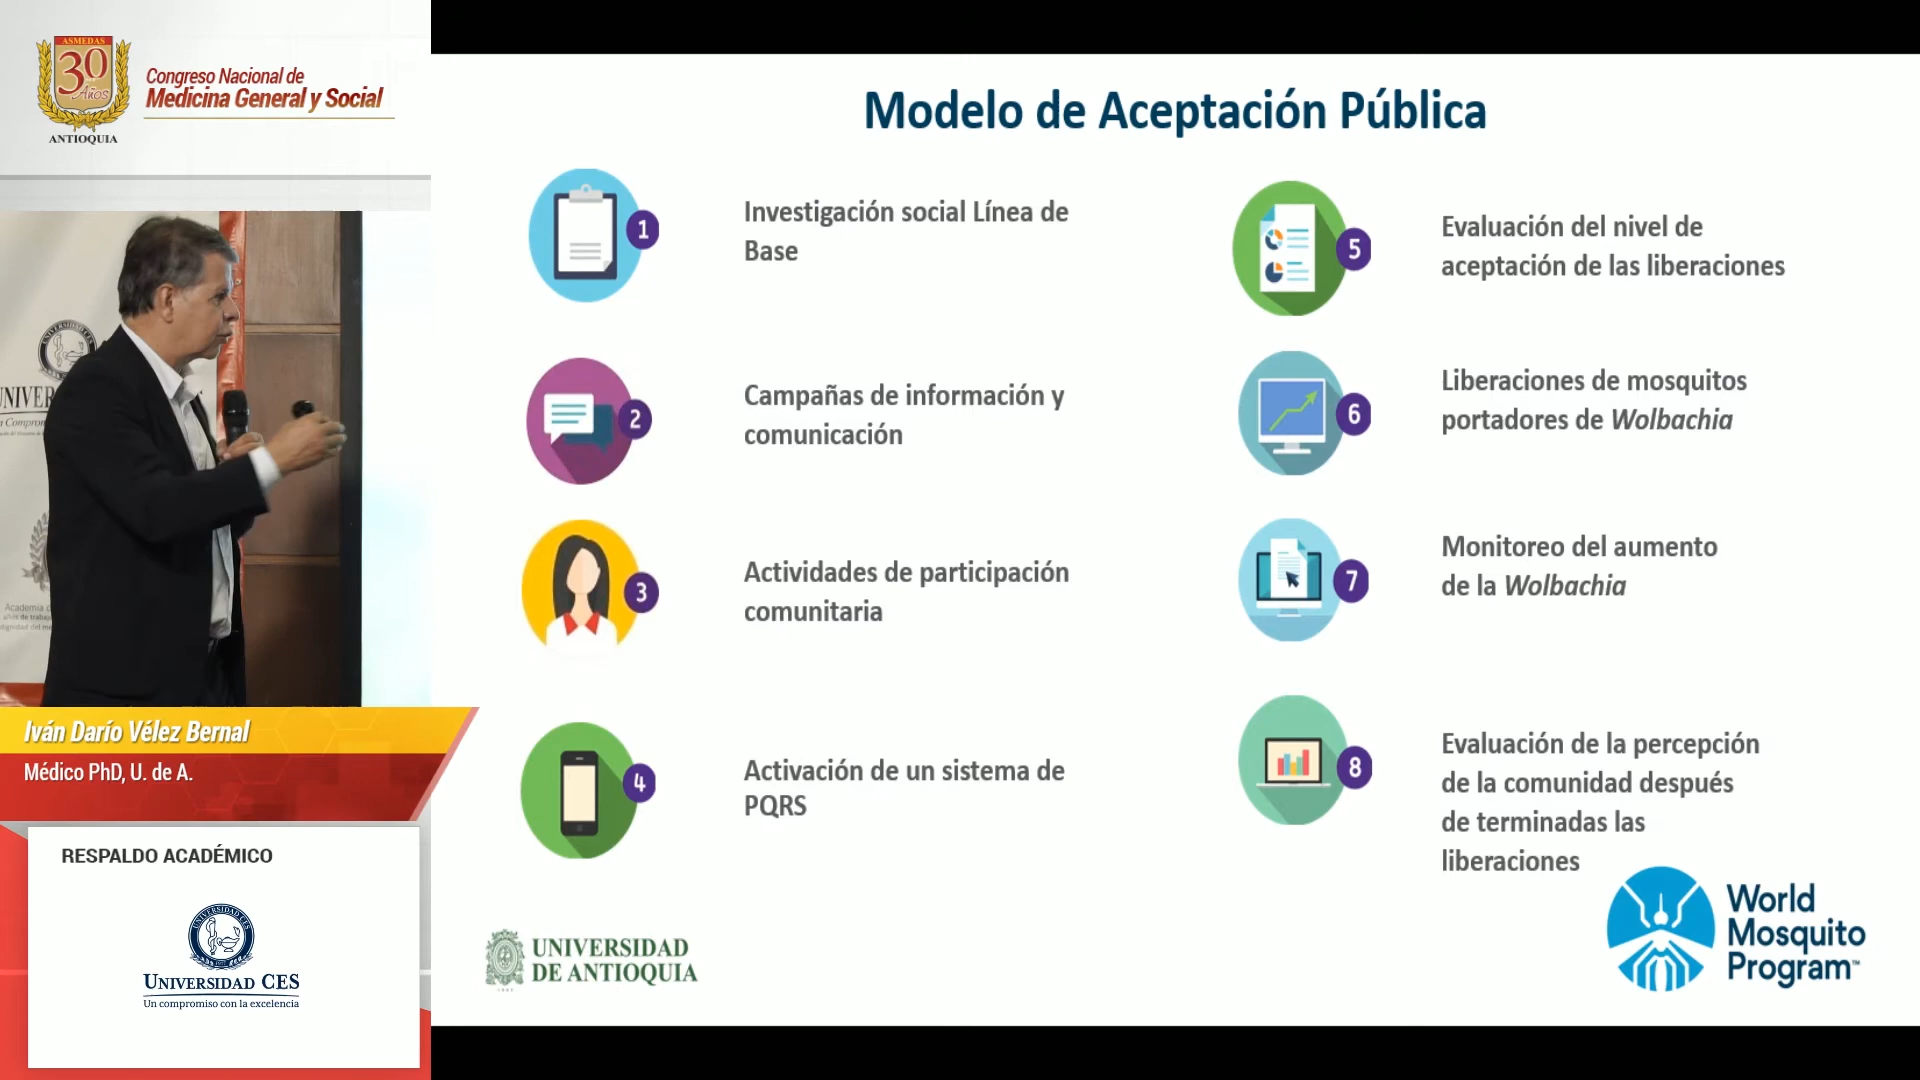 ASMEDAS
30
Años
ANTIOQUIA
Congreso Nacional de
Medicina General y Social
Modelo de Aceptación Pública
1
Investigación social Línea de
Base
2
Campañas de información y
comunicación
3
Actividades de participación
comunitaria
4
Activación de un sistema de
PQRS
5
Evaluación del nivel de
aceptación de las liberaciones
6
Liberaciones de mosquitos
portadores de Wolbachia
7
Monitoreo del aumento
de la Wolbachia
8
Evaluación de la percepción
de la comunidad después
de terminadas las
liberaciones
UNIVERSIDAD
DE ANTIOQUIA
World
Mosquito
Program™
Iván Darío Vélez Bernal
Médico PhD, U. de A.
RESPALDO ACADÉMICO
UNIVERSIDAD CES
Un compromiso con la excelencia